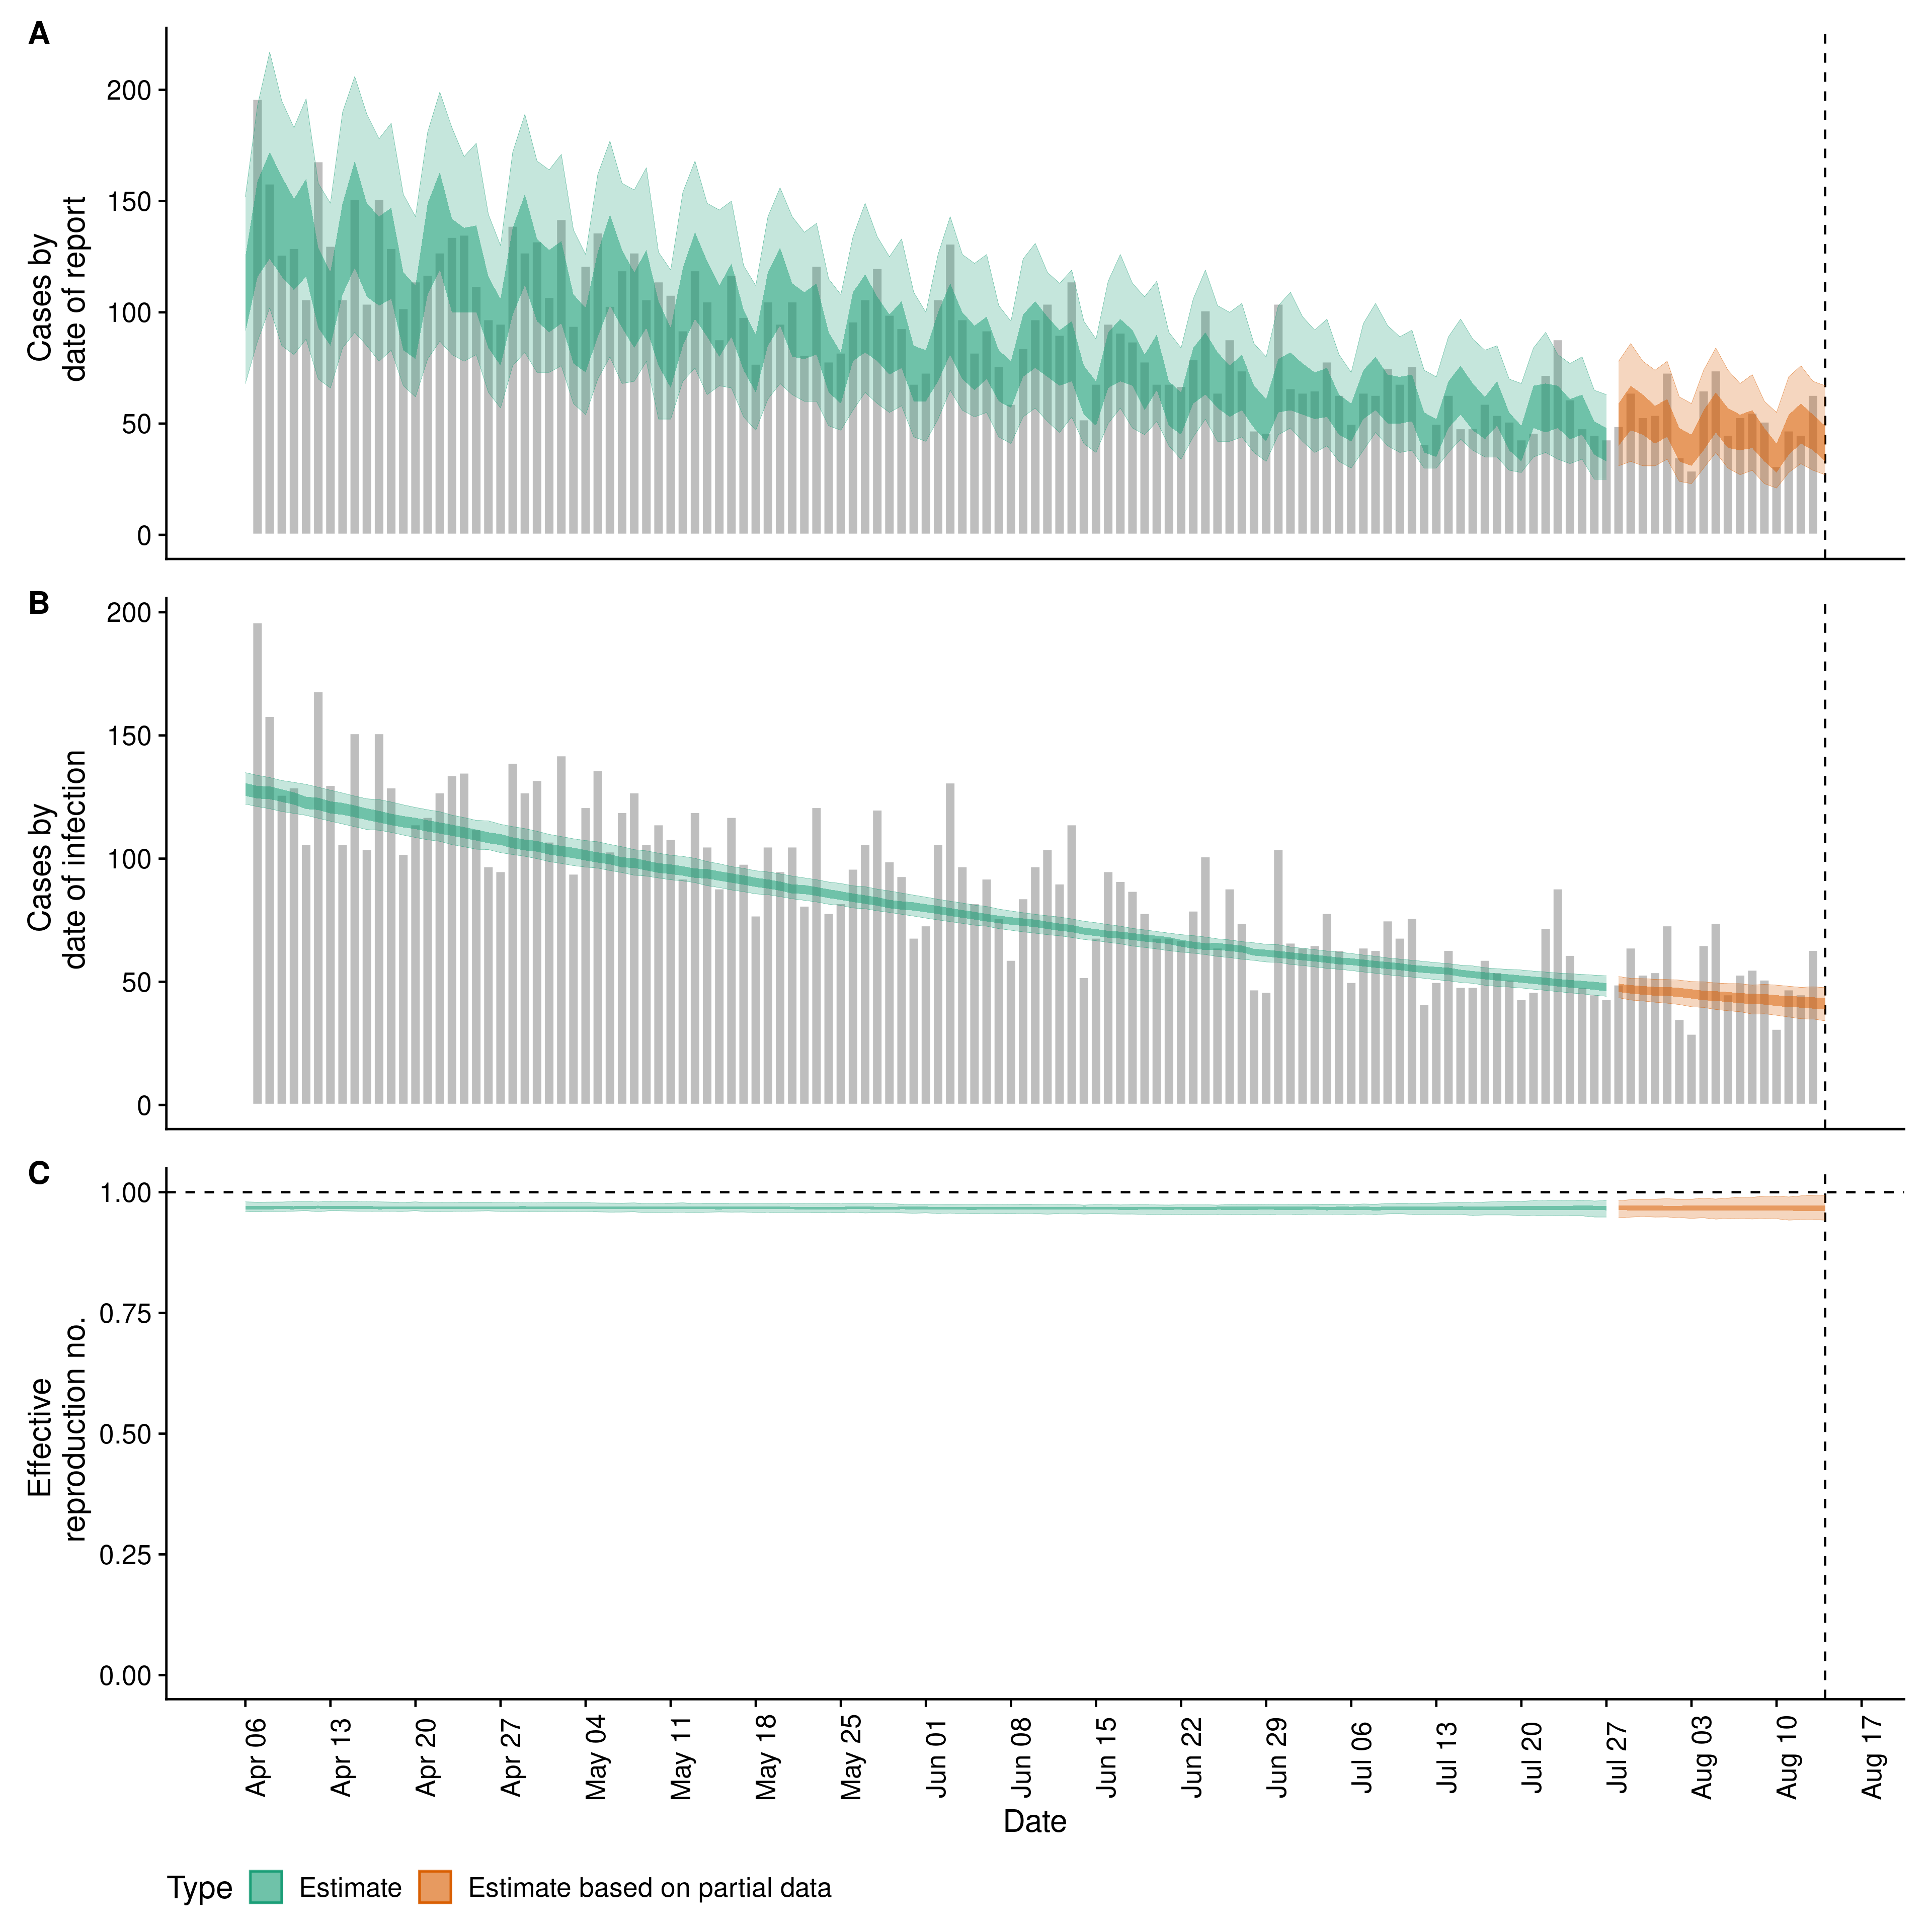 A
Cases by
date of report
200
150
100
50
0
B
Cases by
date of infection
200
150
100
50
0
C
Effective
reproduction no.
1.00
0.75
0.50
0.25
0.00
Apr 06
Apr 13
Apr 20
Apr 27
May 04
May 11
May 18
May 25
Jun 01
Jun 08
Jun 15
Jun 22
Jun 29
Jul 06
Jul 13
Jul 20
Jul 27
Aug 03
Aug 10
Aug 17
Date
Type Estimate Estimate based on partial data